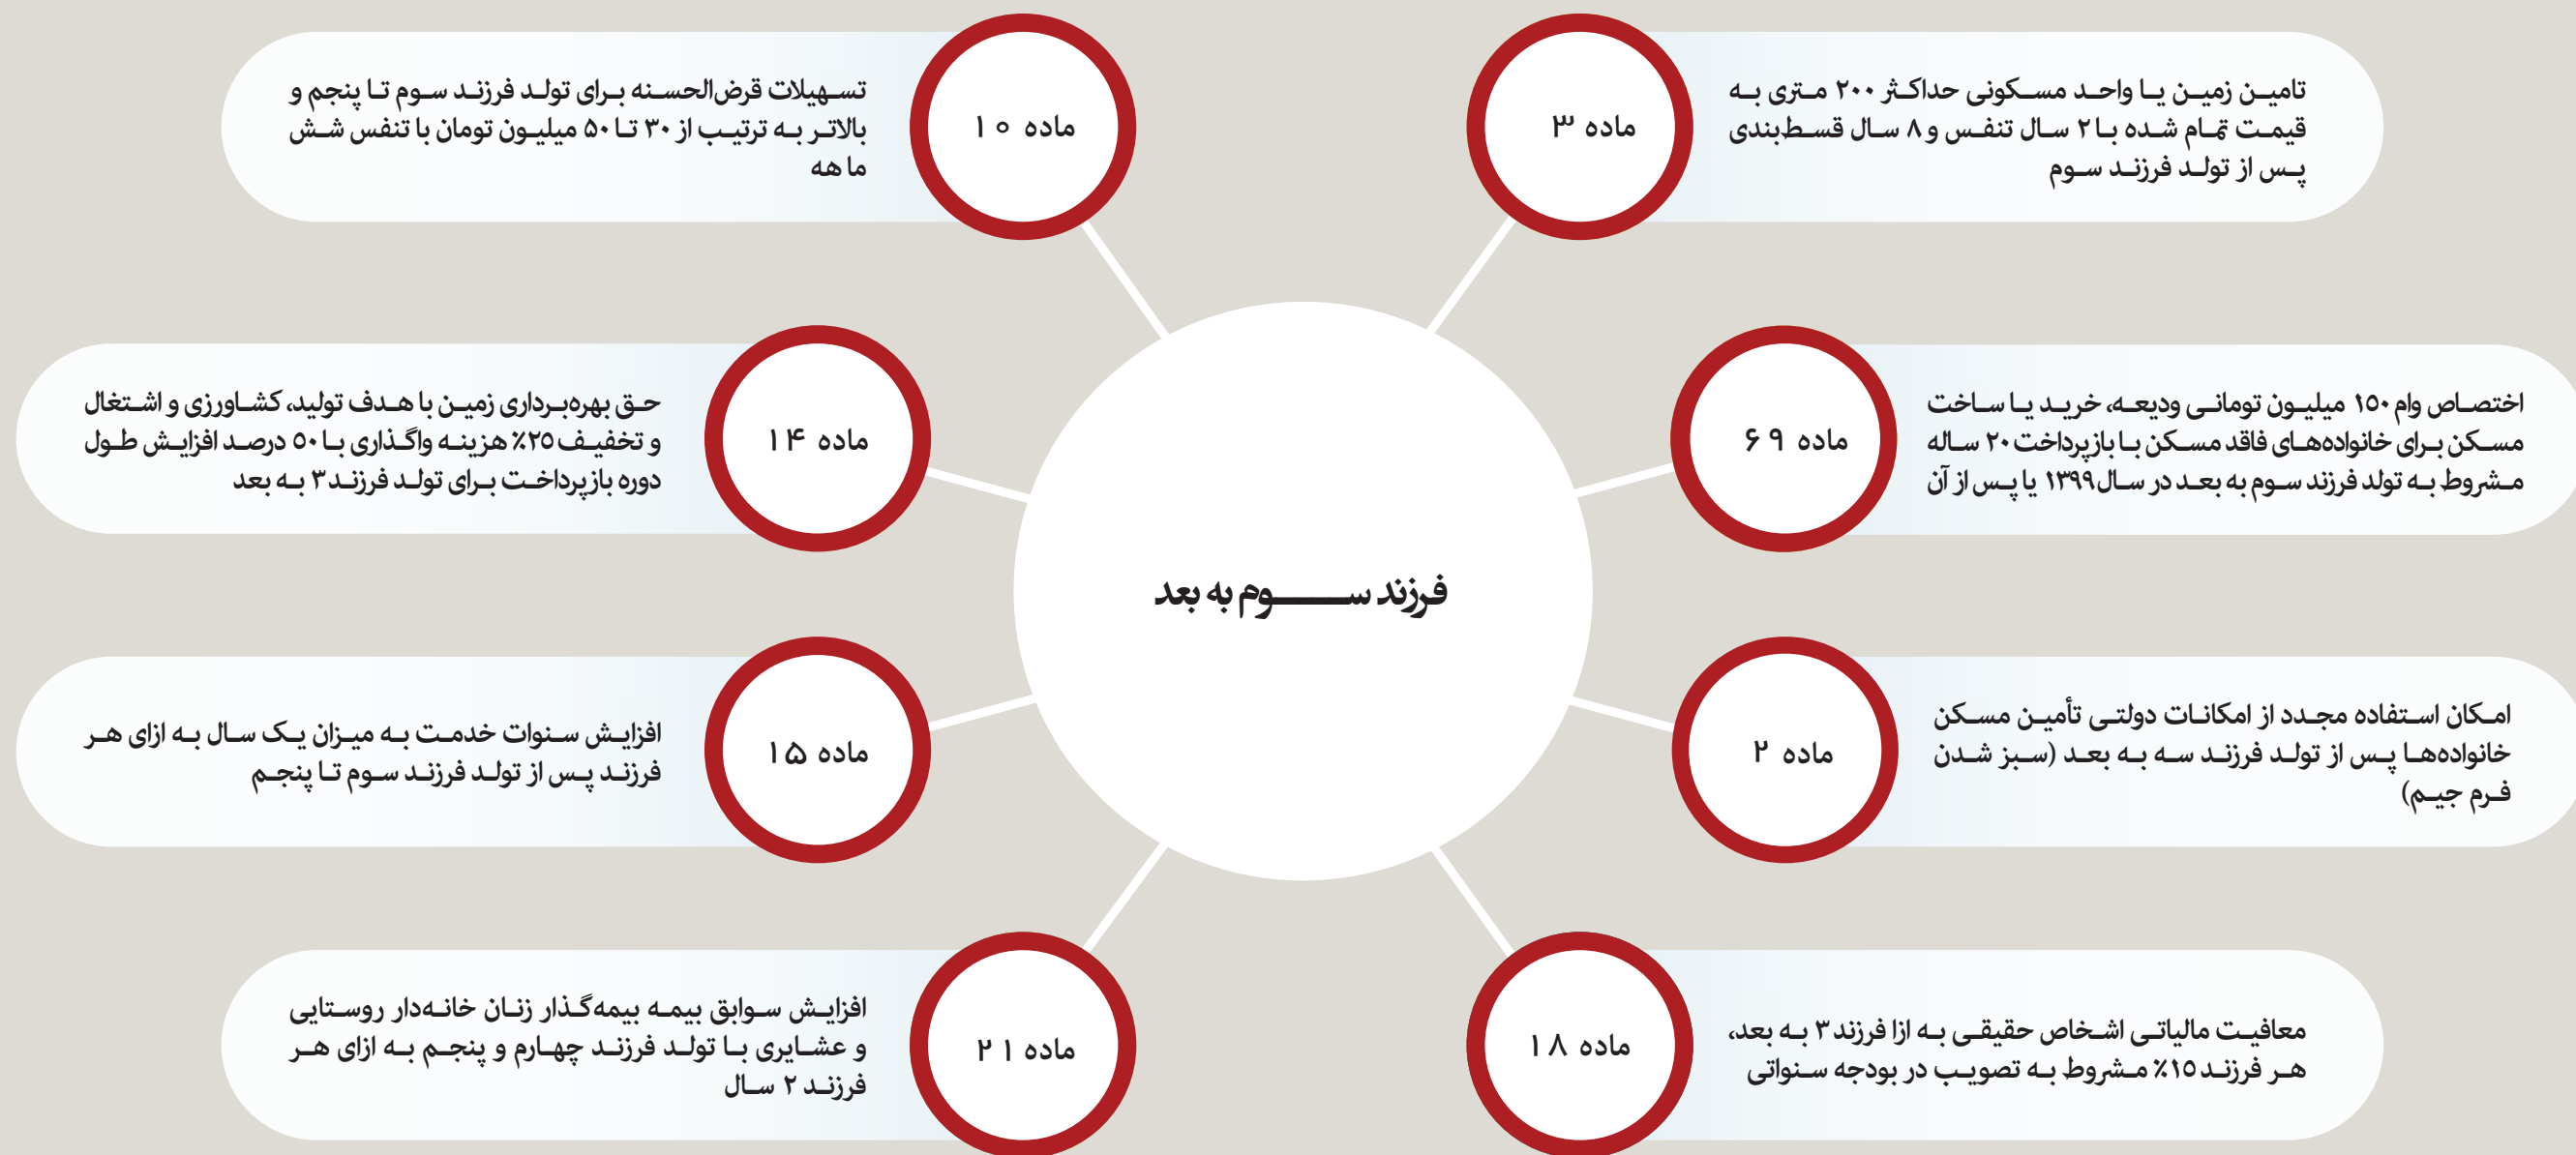 فرزند سوم به بعد
ماده ۳
تامین زمین یا واحد مسکونی حداکثر ۲۰۰ متری به
قیمت تمام شده با ۲ سال تنفس و ۸ سال قسط‌بندی
پس از تولد فرزند سوم
ماده ۶۹
اختصاص وام ۱۵۰ میلیون تومانی ودیعه، خرید یا ساخت
مسکن برای خانواده‌های فاقد مسکن با بازپرداخت ۲۰ ساله
مشروط به تولد فرزند سوم به بعد در سال ۱۳۹۹ یا پس از آن
ماده ۲
امکان استفاده مجدد از امکانات دولتی تأمین مسکن
خانواده‌ها پس از تولد فرزند سه به بعد (سبز شدن
فرم جیم)
ماده ۱۸
معافیت مالیاتی اشخاص حقیقی به ازا فرزند ۳ به بعد،
هر فرزند ۱۵٪ مشروط به تصویب در بودجه سنواتی
ماده ۱۰
تسهیلات قرض‌الحسنه برای تولد فرزند سوم تا پنجم و
بالاتر به ترتیب از ۳۰ تا ۵۰ میلیون تومان با تنفس شش
ما هه
ماده ۱۴
حق بهره‌برداری زمین با هدف تولید، کشاورزی و اشتغال
و تخفیف ۲۵٪ هزینه واگذاری با ۵۰ درصد افزایش طول
دوره بازپرداخت برای تولد فرزند ۳ به بعد
ماده ۱۵
افزایش سنوات خدمت به میزان یک سال به ازای هر
فرزند پس از تولد فرزند سوم تا پنجم
ماده ۲۱
افزایش سوابق بیمه بیمه‌گذار زنان خانه‌دار روستایی
و عشایری با تولد فرزند چهارم و پنجم به ازای هر
فرزند ۲ سال